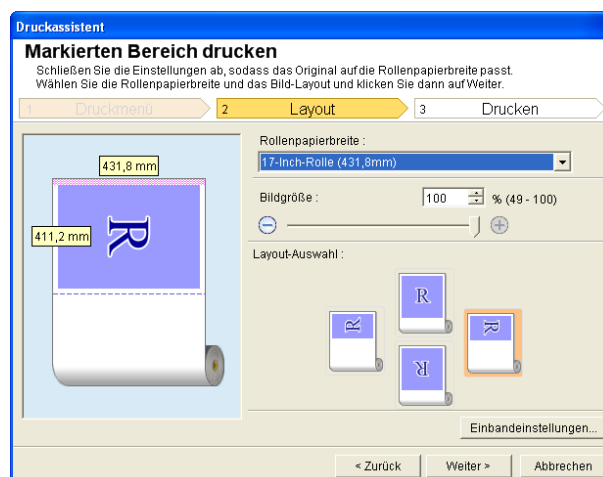 Druckassistent
Markierten Bereich drucken
Schließen Sie die Einstellungen ab, sodass das Original auf die Rollenpapierbreite passt.
Wählen Sie die Rollenpapierbreite und das Bild-Layout und klicken Sie dann auf Weiter.
1 Druckmenü 2 Layout 3 Drucken
431,8 mm
411,2 mm
R
Rollenpapierbreite :
17-Inch-Rolle (431,8mm)
Bildgröße : 100 % (49 - 100)
Layout-Auswahl :
R
R
R
R
Einbandeinstellungen...
« Zurück Weiter » Abbrechen